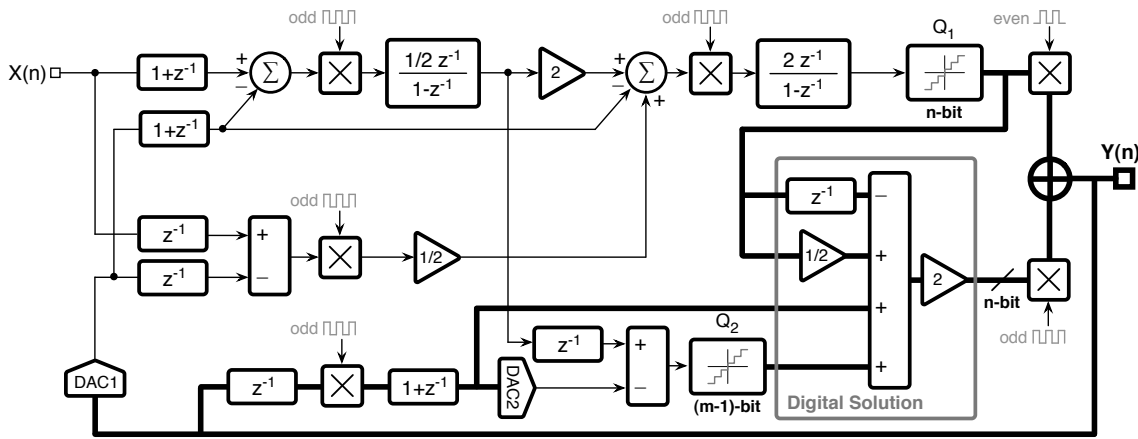 odd
odd
even
Q1
X(n)
1+z⁻¹
+
−
Σ
1/2 z⁻¹
1-z⁻¹
2
+
−
+
Σ
2 z⁻¹
1-z⁻¹
n-bit
1+z⁻¹
Y(n)
odd
z⁻¹
−
z⁻¹
+
z⁻¹
−
1/2
1/2
+
2
n-bit
+
odd
odd
Q2
z⁻¹
+
−
+
DAC1
z⁻¹
1+z⁻¹
DAC2
(m-1)-bit
Digital Solution